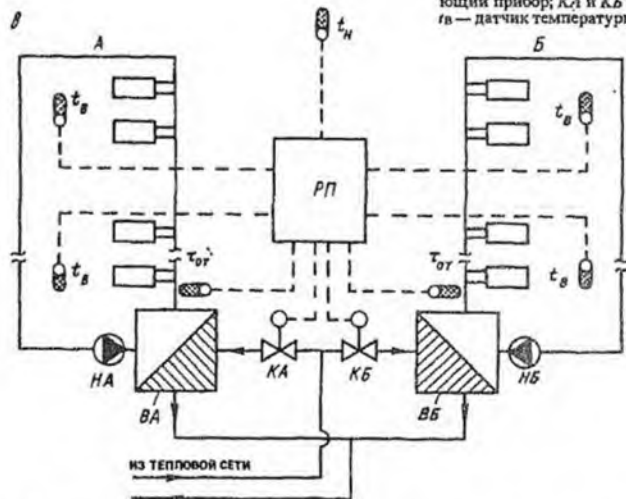 ющий прибор; КА и КБ
tв — датчик температуры
в
А
tн
Б
tв
tв
РП
τот
τот
tв
tв
НА
КА
КБ
НБ
ВА
ВБ
ИЗ ТЕПЛОВОЙ СЕТИ